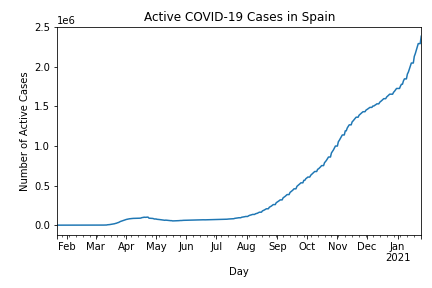 Active COVID-19 Cases in Spain
1e6
2.5
2.0
1.5
1.0
0.5
0.0
Number of Active Cases
Feb Mar Apr May Jun Jul Aug Sep Oct Nov Dec Jan
2021
Day